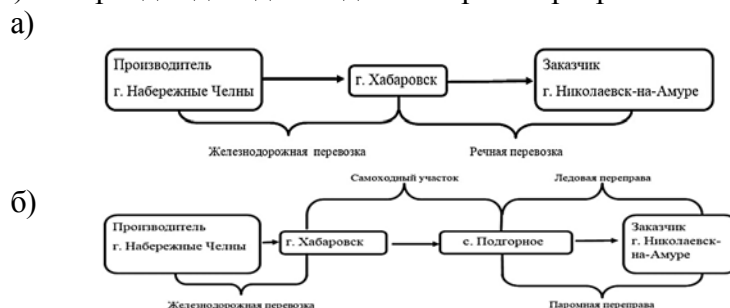 а)
Производитель
г. Набережные Челны
г. Хабаровск
Заказчик
г. Николаевск-на-Амуре
Железнодорожная перевозка
Речная перевозка
Самоходный участок
Ледовая переправа
б)
Производитель
г. Набережные Челны
г. Хабаровск
с. Подгорное
Заказчик
г. Николаевск-
на-Амуре
Железнодорожная перевозка
Паромная переправа